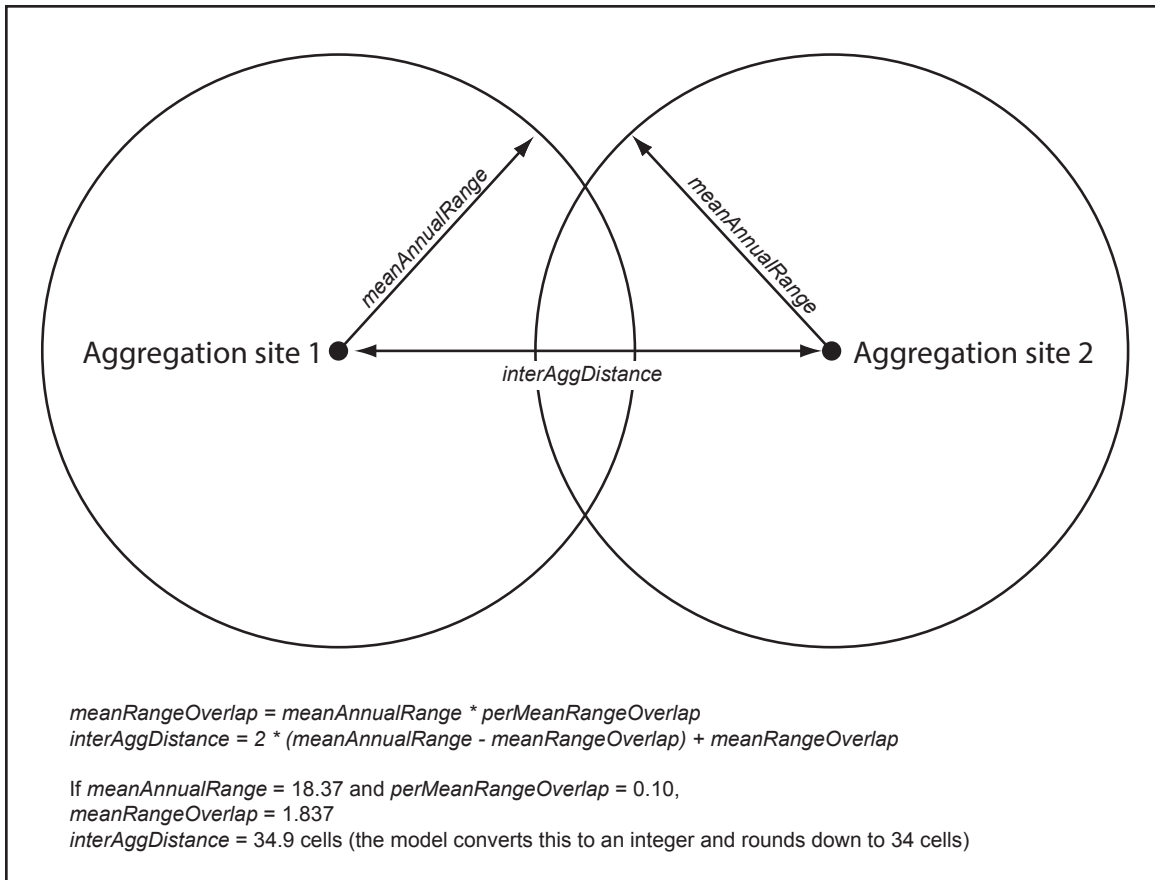 meanAnnualRange
meanAnnualRange
Aggregation site 1
Aggregation site 2
interAggDistance
meanRangeOverlap = meanAnnualRange * perMeanRangeOverlap
interAggDistance = 2 * (meanAnnualRange - meanRangeOverlap) + meanRangeOverlap
If meanAnnualRange = 18.37 and perMeanRangeOverlap = 0.10,
meanRangeOverlap = 1.837
interAggDistance = 34.9 cells (the model converts this to an integer and rounds down to 34 cells)